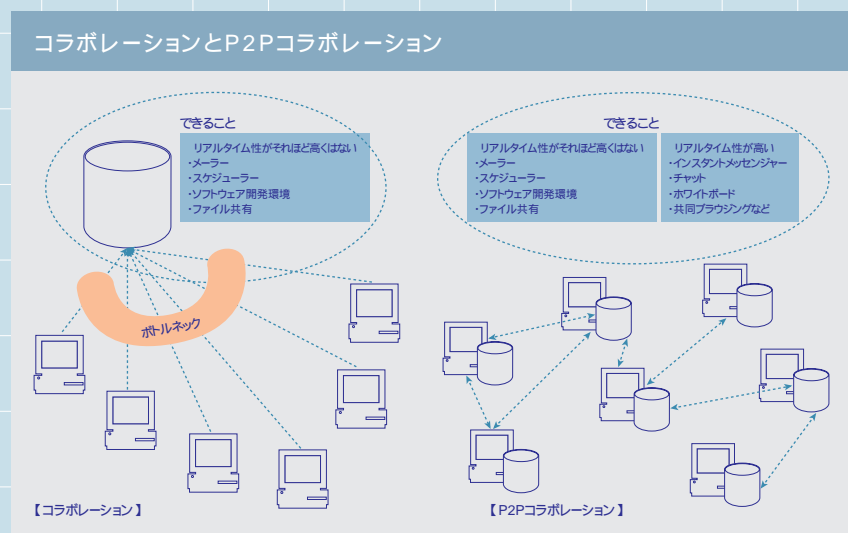 コラボレーションとP2Pコラボレーション
できること
リアルタイム性がそれほど高くはない
・メーラー
・スケジューラー
・ソフトウェア開発環境
・ファイル共有
ボトルネック
【コラボレーション】
できること
リアルタイム性がそれほど高くはない
・メーラー
・スケジューラー
・ソフトウェア開発環境
・ファイル共有
リアルタイム性が高い
・インスタントメッセンジャー
・チャット
・ホワイトボード
・共同ブラウジングなど
【P2Pコラボレーション】